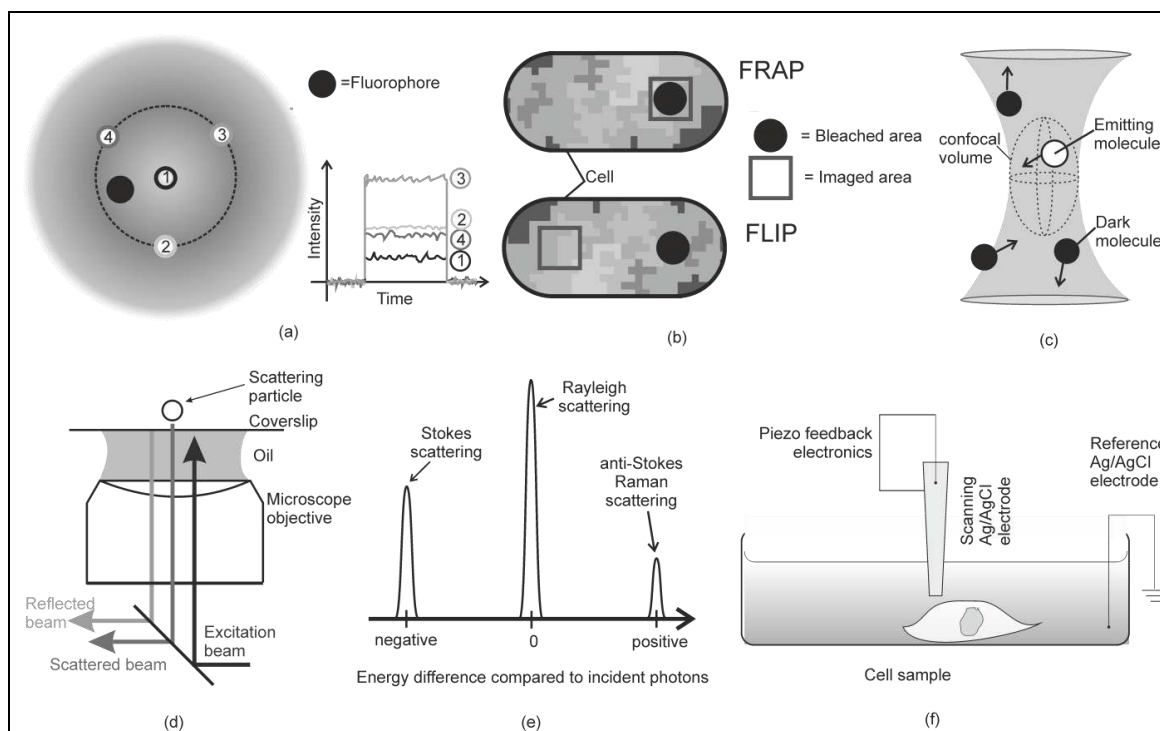 =Fluorophore
4
3
1
2
Intensity
3
2
4
1
Time
(a)
FRAP
= Bleached area
= Imaged area
Cell
FLIP
(b)
confocal
volume
Emitting
molecule
Dark
molecule
(c)
Scattering
particle
Coverslip
Oil
Microscope
objective
Reflected
beam
Scattered beam
Excitation
beam
(d)
Rayleigh
scattering
Stokes
scattering
anti-Stokes
Raman
scattering
negative
0
positive
Energy difference compared to incident photons
(e)
Piezo feedback
electronics
Scanning
Ag/AgCl
electrode
Reference
Ag/AgCl
electrode
Cell sample
(f)